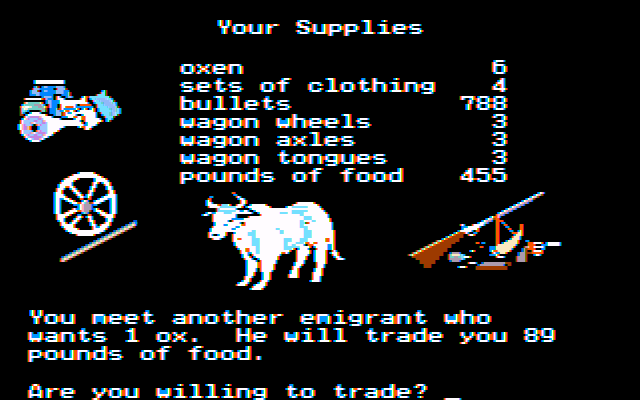 Your Supplies
oxen 6
sets of clothing 4
bullets 788
wagon wheels 3
wagon axles 3
wagon tongues 3
pounds of food 455
You meet another emigrant who
wants 1 ox. He will trade you 89
pounds of food.
Are you willing to trade? _